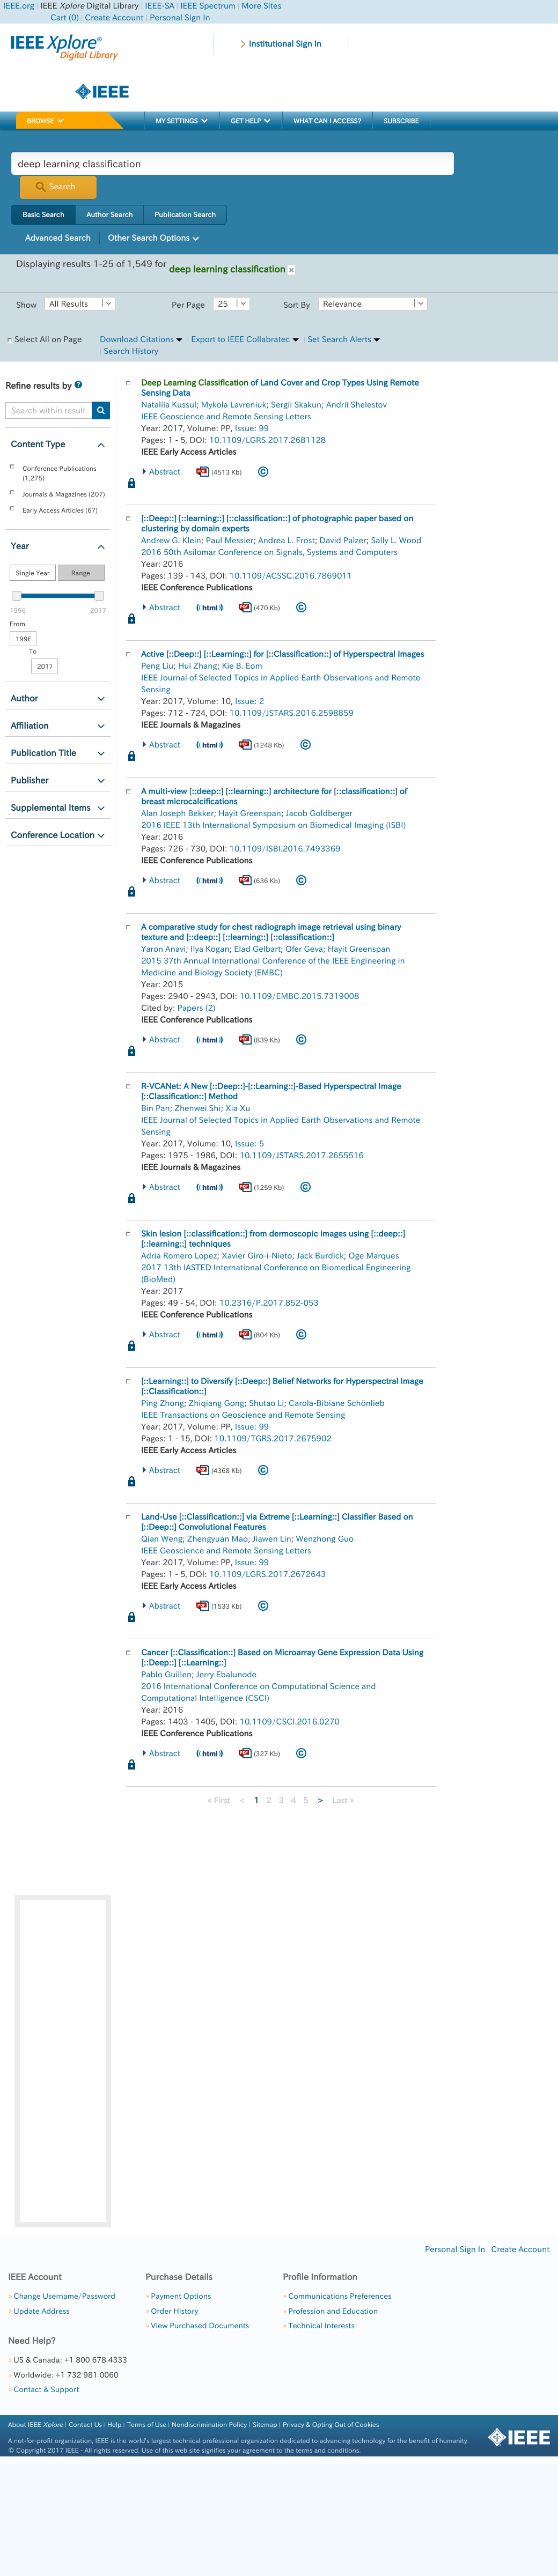 IEEE.org | IEEE Xplore Digital Library | IEEE-SA | IEEE Spectrum | More Sites
Cart (0) | Create Account | Personal Sign In
IEEE Xplore®
Digital Library
Institutional Sign In
IEEE
BROWSE
MY SETTINGS
GET HELP
WHAT CAN I ACCESS?
SUBSCRIBE
deep learning classification
Search
Basic Search
Author Search
Publication Search
Advanced Search
Other Search Options
Displaying results 1-25 of 1,549 for deep learning classification ×
Show All Results
Per Page 25
Sort By Relevance
Select All on Page
Download Citations | Export to IEEE Collabratec | Set Search Alerts
| Search History
Refine results by ?
Search within results
Content Type
Conference Publications
(1,275)
Journals & Magazines (207)
Early Access Articles (67)
Year
Single Year
Range
1996
2017
From
1996
To
2017
Author
Affiliation
Publication Title
Publisher
Supplemental Items
Conference Location
Deep Learning Classification of Land Cover and Crop Types Using Remote
Sensing Data
Nataliia Kussul; Mykola Lavreniuk; Sergii Skakun; Andrii Shelestov
IEEE Geoscience and Remote Sensing Letters
Year: 2017, Volume: PP, Issue: 99
Pages: 1 - 5, DOI: 10.1109/LGRS.2017.2681128
IEEE Early Access Articles
Abstract
PDF (4513 Kb)
©
[::Deep::] [::learning::] [::classification::] of photographic paper based on
clustering by domain experts
Andrew G. Klein; Paul Messier; Andrea L. Frost; David Palzer; Sally L. Wood
2016 50th Asilomar Conference on Signals, Systems and Computers
Year: 2016
Pages: 139 - 143, DOI: 10.1109/ACSSC.2016.7869011
IEEE Conference Publications
Abstract
((html))
PDF (470 Kb)
©
Active [::Deep::] [::Learning::] for [::Classification::] of Hyperspectral Images
Peng Liu; Hui Zhang; Kie B. Eom
IEEE Journal of Selected Topics in Applied Earth Observations and Remote
Sensing
Year: 2017, Volume: 10, Issue: 2
Pages: 712 - 724, DOI: 10.1109/JSTARS.2016.2598859
IEEE Journals & Magazines
Abstract
((html))
PDF (1248 Kb)
©
A multi-view [::deep::] [::learning::] architecture for [::classification::] of
breast microcalcifications
Alan Joseph Bekker; Hayit Greenspan; Jacob Goldberger
2016 IEEE 13th International Symposium on Biomedical Imaging (ISBI)
Year: 2016
Pages: 726 - 730, DOI: 10.1109/ISBI.2016.7493369
IEEE Conference Publications
Abstract
((html))
PDF (636 Kb)
©
A comparative study for chest radiograph image retrieval using binary
texture and [::deep::] [::learning::] [::classification::]
Yaron Anavi; Ilya Kogan; Elad Gelbart; Ofer Geva; Hayit Greenspan
2015 37th Annual International Conference of the IEEE Engineering in
Medicine and Biology Society (EMBC)
Year: 2015
Pages: 2940 - 2943, DOI: 10.1109/EMBC.2015.7319008
Cited by: Papers (2)
IEEE Conference Publications
Abstract
((html))
PDF (839 Kb)
©
R-VCANet: A New [::Deep::]-[::Learning::]-Based Hyperspectral Image
[::Classification::] Method
Bin Pan; Zhenwei Shi; Xia Xu
IEEE Journal of Selected Topics in Applied Earth Observations and Remote
Sensing
Year: 2017, Volume: 10, Issue: 5
Pages: 1975 - 1986, DOI: 10.1109/JSTARS.2017.2655516
IEEE Journals & Magazines
Abstract
((html))
PDF (1259 Kb)
©
Skin lesion [::classification::] from dermoscopic images using [::deep::]
[::learning::] techniques
Adria Romero Lopez; Xavier Giro-i-Nieto; Jack Burdick; Oge Marques
2017 13th IASTED International Conference on Biomedical Engineering
(BioMed)
Year: 2017
Pages: 49 - 54, DOI: 10.2316/P.2017.852-053
IEEE Conference Publications
Abstract
((html))
PDF (804 Kb)
©
[::Learning::] to Diversify [::Deep::] Belief Networks for Hyperspectral Image
[::Classification::]
Ping Zhong; Zhiqiang Gong; Shutao Li; Carola-Bibiane Schönlieb
IEEE Transactions on Geoscience and Remote Sensing
Year: 2017, Volume: PP, Issue: 99
Pages: 1 - 15, DOI: 10.1109/TGRS.2017.2675902
IEEE Early Access Articles
Abstract
PDF (4368 Kb)
©
Land-Use [::Classification::] via Extreme [::Learning::] Classifier Based on
[::Deep::] Convolutional Features
Qian Weng; Zhengyuan Mao; Jiawen Lin; Wenzhong Guo
IEEE Geoscience and Remote Sensing Letters
Year: 2017, Volume: PP, Issue: 99
Pages: 1 - 5, DOI: 10.1109/LGRS.2017.2672643
IEEE Early Access Articles
Abstract
PDF (1533 Kb)
©
Cancer [::Classification::] Based on Microarray Gene Expression Data Using
[::Deep::] [::Learning::]
Pablo Guillen; Jerry Ebalunode
2016 International Conference on Computational Science and
Computational Intelligence (CSCI)
Year: 2016
Pages: 1403 - 1405, DOI: 10.1109/CSCI.2016.0270
IEEE Conference Publications
Abstract
((html))
PDF (327 Kb)
©
« First < 1 2 3 4 5 > Last »
Personal Sign In | Create Account
IEEE Account
» Change Username/Password
» Update Address
Purchase Details
» Payment Options
» Order History
» View Purchased Documents
Profile Information
» Communications Preferences
» Profession and Education
» Technical Interests
Need Help?
» US & Canada: +1 800 678 4333
» Worldwide: +1 732 981 0060
» Contact & Support
About IEEE Xplore | Contact Us | Help | Terms of Use | Nondiscrimination Policy | Sitemap | Privacy & Opting Out of Cookies
A not-for-profit organization, IEEE is the world's largest technical professional organization dedicated to advancing technology for the benefit of humanity.
© Copyright 2017 IEEE - All rights reserved. Use of this web site signifies your agreement to the terms and conditions.
IEEE